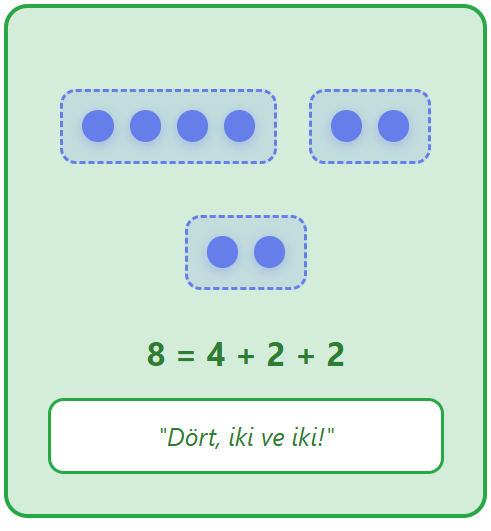 8 = 4 + 2 + 2
"Dört, iki ve iki!"